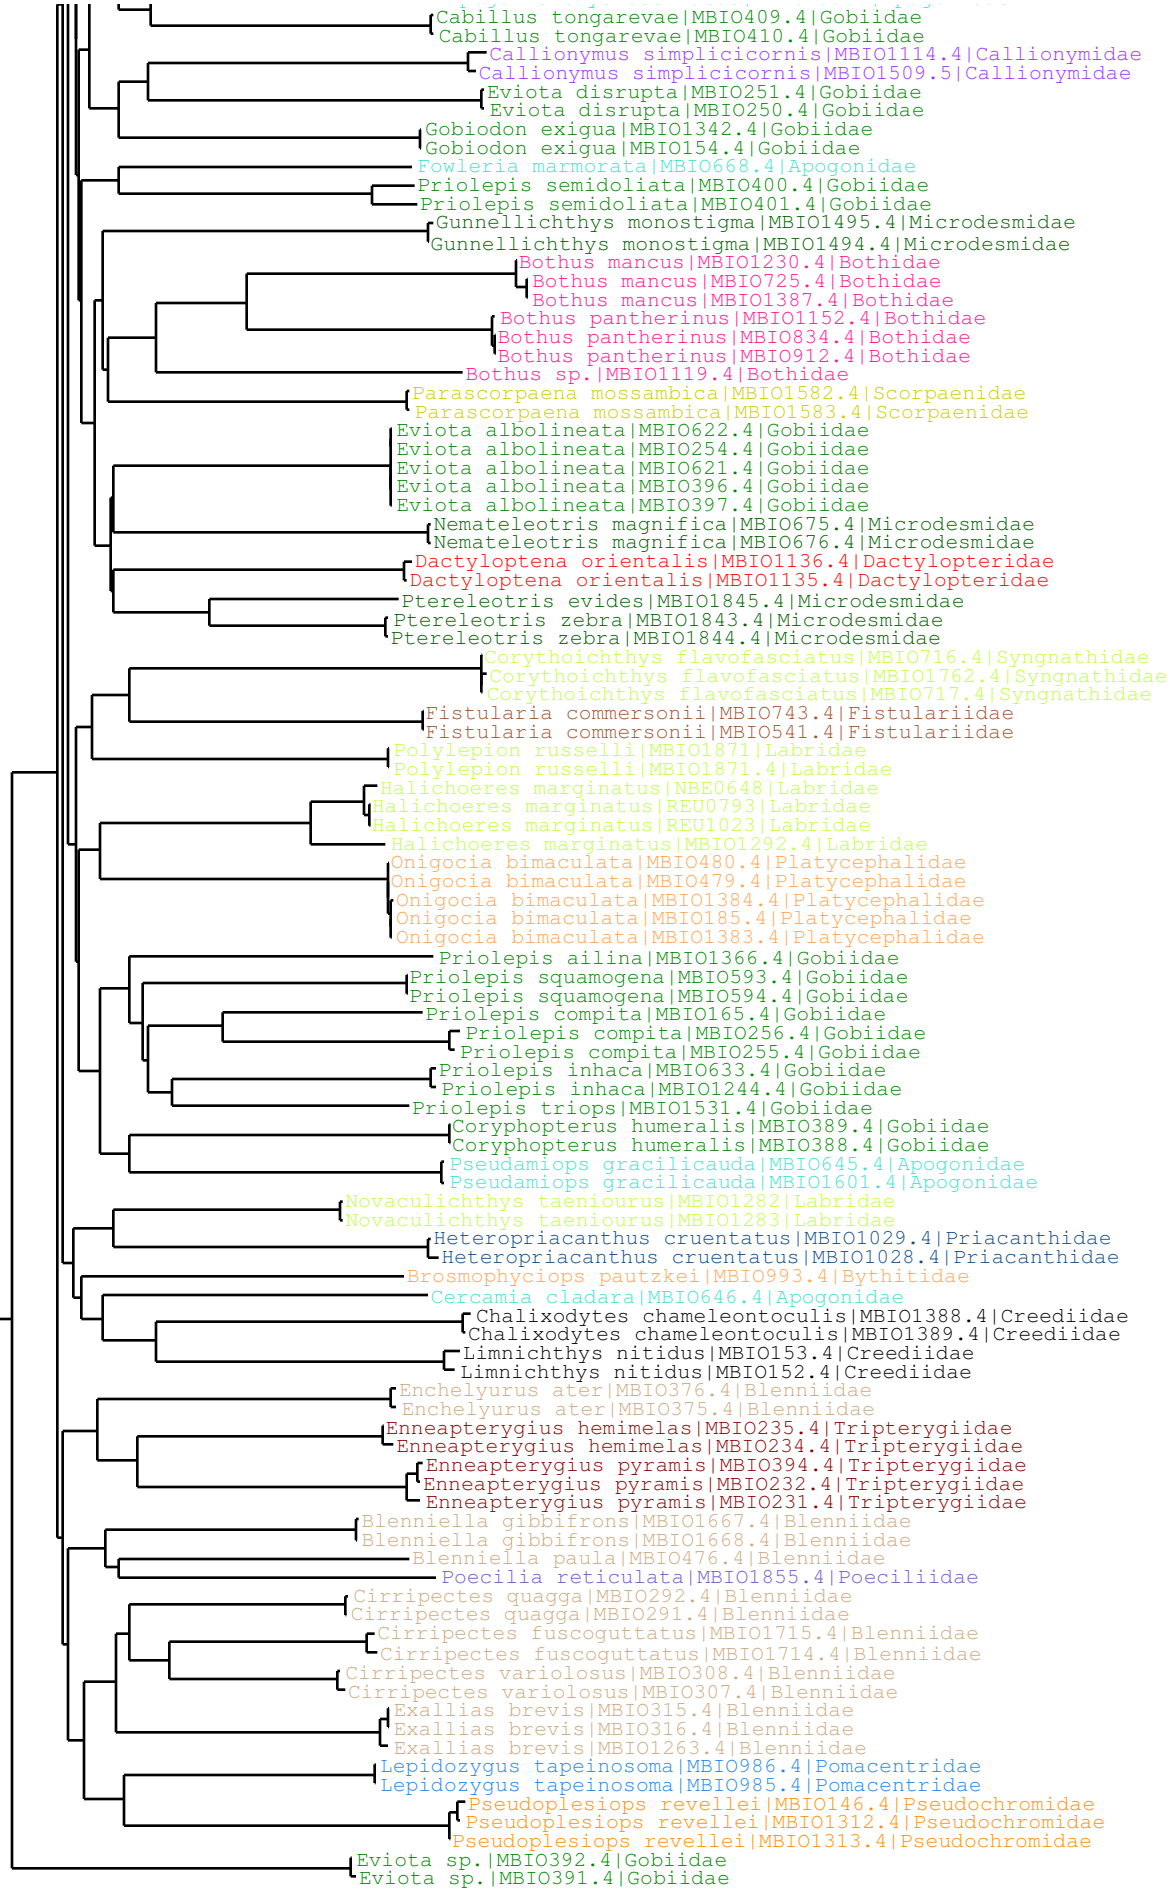 Cabillus tongarevae|MBIO409.4|Gobiidae
Cabillus tongarevae|MBIO410.4|Gobiidae
Callionymus simplicicornis|MBIO1114.4|Callionymidae
Callionymus simplicicornis|MBIO1509.5|Callionymidae
Eviota disrupta|MBIO251.4|Gobiidae
Eviota disrupta|MBIO250.4|Gobiidae
Gobiodon exigua|MBIO1342.4|Gobiidae
Gobiodon exigua|MBIO154.4|Gobiidae
Fowleria marmorata|MBIO668.4|Apogonidae
Priolepis semidoliata|MBIO400.4|Gobiidae
Priolepis semidoliata|MBIO401.4|Gobiidae
Gunnellichthys monostigma|MBIO1495.4|Microdesmidae
Gunnellichthys monostigma|MBIO1494.4|Microdesmidae
Bothus mancus|MBIO1230.4|Bothidae
Bothus mancus|MBIO725.4|Bothidae
Bothus mancus|MBIO1387.4|Bothidae
Bothus pantherinus|MBIO1152.4|Bothidae
Bothus pantherinus|MBIO834.4|Bothidae
Bothus pantherinus|MBIO912.4|Bothidae
Bothus sp.|MBIO1119.4|Bothidae
Parascorpaena mossambica|MBIO1582.4|Scorpaenidae
Parascorpaena mossambica|MBIO1583.4|Scorpaenidae
Eviota albolineata|MBIO622.4|Gobiidae
Eviota albolineata|MBIO254.4|Gobiidae
Eviota albolineata|MBIO621.4|Gobiidae
Eviota albolineata|MBIO396.4|Gobiidae
Eviota albolineata|MBIO397.4|Gobiidae
Nemateleotris magnifica|MBIO675.4|Microdesmidae
Nemateleotris magnifica|MBIO676.4|Microdesmidae
Dactyloptena orientalis|MBIO1136.4|Dactylopteridae
Dactyloptena orientalis|MBIO1135.4|Dactylopteridae
Ptereleotris evides|MBIO1845.4|Microdesmidae
Ptereleotris zebra|MBIO1843.4|Microdesmidae
Ptereleotris zebra|MBIO1844.4|Microdesmidae
Corythoichthys flavofasciatus|MBIO716.4|Syngnathidae
Corythoichthys flavofasciatus|MBIO1762.4|Syngnathidae
Corythoichthys flavofasciatus|MBIO717.4|Syngnathidae
Fistularia commersonii|MBIO743.4|Fistulariidae
Fistularia commersonii|MBIO541.4|Fistulariidae
Polylepion russelli|MBIO1871|Labridae
Polylepion russelli|MBIO1871.4|Labridae
Halichoeres marginatus|NBE0648|Labridae
Halichoeres marginatus|REU0793|Labridae
Halichoeres marginatus|REU1023|Labridae
Halichoeres marginatus|MBIO1292.4|Labridae
Onigocia bimaculata|MBIO480.4|Platycephalidae
Onigocia bimaculata|MBIO479.4|Platycephalidae
Onigocia bimaculata|MBIO1384.4|Platycephalidae
Onigocia bimaculata|MBIO185.4|Platycephalidae
Onigocia bimaculata|MBIO1383.4|Platycephalidae
Priolepis ailina|MBIO1366.4|Gobiidae
Priolepis squamogena|MBIO593.4|Gobiidae
Priolepis squamogena|MBIO594.4|Gobiidae
Priolepis compita|MBIO165.4|Gobiidae
Priolepis compita|MBIO256.4|Gobiidae
Priolepis compita|MBIO255.4|Gobiidae
Priolepis inhaca|MBIO633.4|Gobiidae
Priolepis inhaca|MBIO1244.4|Gobiidae
Priolepis triops|MBIO1531.4|Gobiidae
Coryphopterus humeralis|MBIO389.4|Gobiidae
Coryphopterus humeralis|MBIO388.4|Gobiidae
Pseudamiops gracilicauda|MBIO645.4|Apogonidae
Pseudamiops gracilicauda|MBIO1601.4|Apogonidae
Novaculichthys taeniourus|MBIO1282|Labridae
Novaculichthys taeniourus|MBIO1283|Labridae
Heteropriacanthus cruentatus|MBIO1029.4|Priacanthidae
Heteropriacanthus cruentatus|MBIO1028.4|Priacanthidae
Brosmophyciops pautzkei|MBIO993.4|Bythitidae
Cercamia cladara|MBIO646.4|Apogonidae
Chalixodytes chameleontoculis|MBIO1388.4|Creediidae
Chalixodytes chameleontoculis|MBIO1389.4|Creediidae
Limnichthys nitidus|MBIO153.4|Creediidae
Limnichthys nitidus|MBIO152.4|Creediidae
Enchelyurus ater|MBIO376.4|Blenniidae
Enchelyurus ater|MBIO375.4|Blenniidae
Enneapterygius hemimelas|MBIO235.4|Tripterygiidae
Enneapterygius hemimelas|MBIO234.4|Tripterygiidae
Enneapterygius pyramis|MBIO394.4|Tripterygiidae
Enneapterygius pyramis|MBIO232.4|Tripterygiidae
Enneapterygius pyramis|MBIO231.4|Tripterygiidae
Blenniella gibbifrons|MBIO1667.4|Blenniidae
Blenniella gibbifrons|MBIO1668.4|Blenniidae
Blenniella paula|MBIO476.4|Blenniidae
Poecilia reticulata|MBIO1855.4|Poeciliidae
Cirripectes quagga|MBIO292.4|Blenniidae
Cirripectes quagga|MBIO291.4|Blenniidae
Cirripectes fuscoguttatus|MBIO1715.4|Blenniidae
Cirripectes fuscoguttatus|MBIO1714.4|Blenniidae
Cirripectes variolosus|MBIO308.4|Blenniidae
Cirripectes variolosus|MBIO307.4|Blenniidae
Exallias brevis|MBIO315.4|Blenniidae
Exallias brevis|MBIO316.4|Blenniidae
Exallias brevis|MBIO1263.4|Blenniidae
Lepidozygus tapeinosoma|MBIO986.4|Pomacentridae
Lepidozygus tapeinosoma|MBIO985.4|Pomacentridae
Pseudoplesiops revellei|MBIO146.4|Pseudochromidae
Pseudoplesiops revellei|MBIO1312.4|Pseudochromidae
Pseudoplesiops revellei|MBIO1313.4|Pseudochromidae
Eviota sp.|MBIO392.4|Gobiidae
Eviota sp.|MBIO391.4|Gobiidae